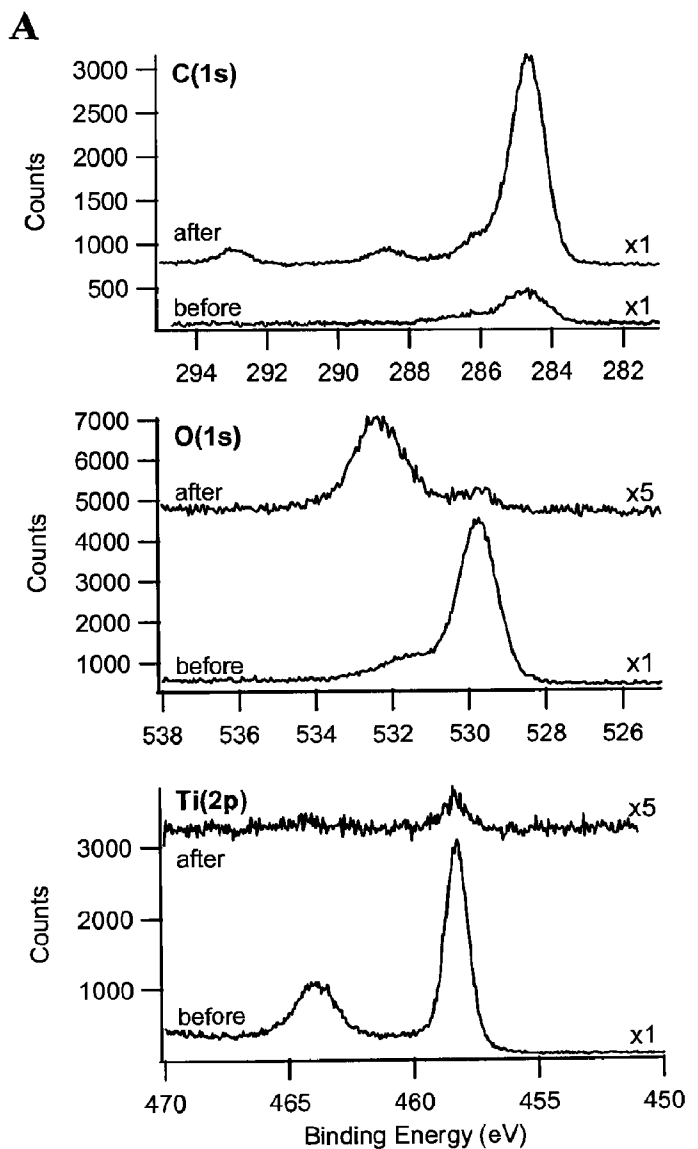 A
C(1s)
3000
2500
2000
1500
1000
500
Counts
after
x1
before
x1
294 292 290 288 286 284 282
O(1s)
7000
6000
5000
4000
3000
2000
1000
Counts
after
x5
before
x1
538 536 534 532 530 528 526
Ti(2p)
x5
after
3000
2000
1000
Counts
before
x1
470 465 460 455 450
Binding Energy (eV)